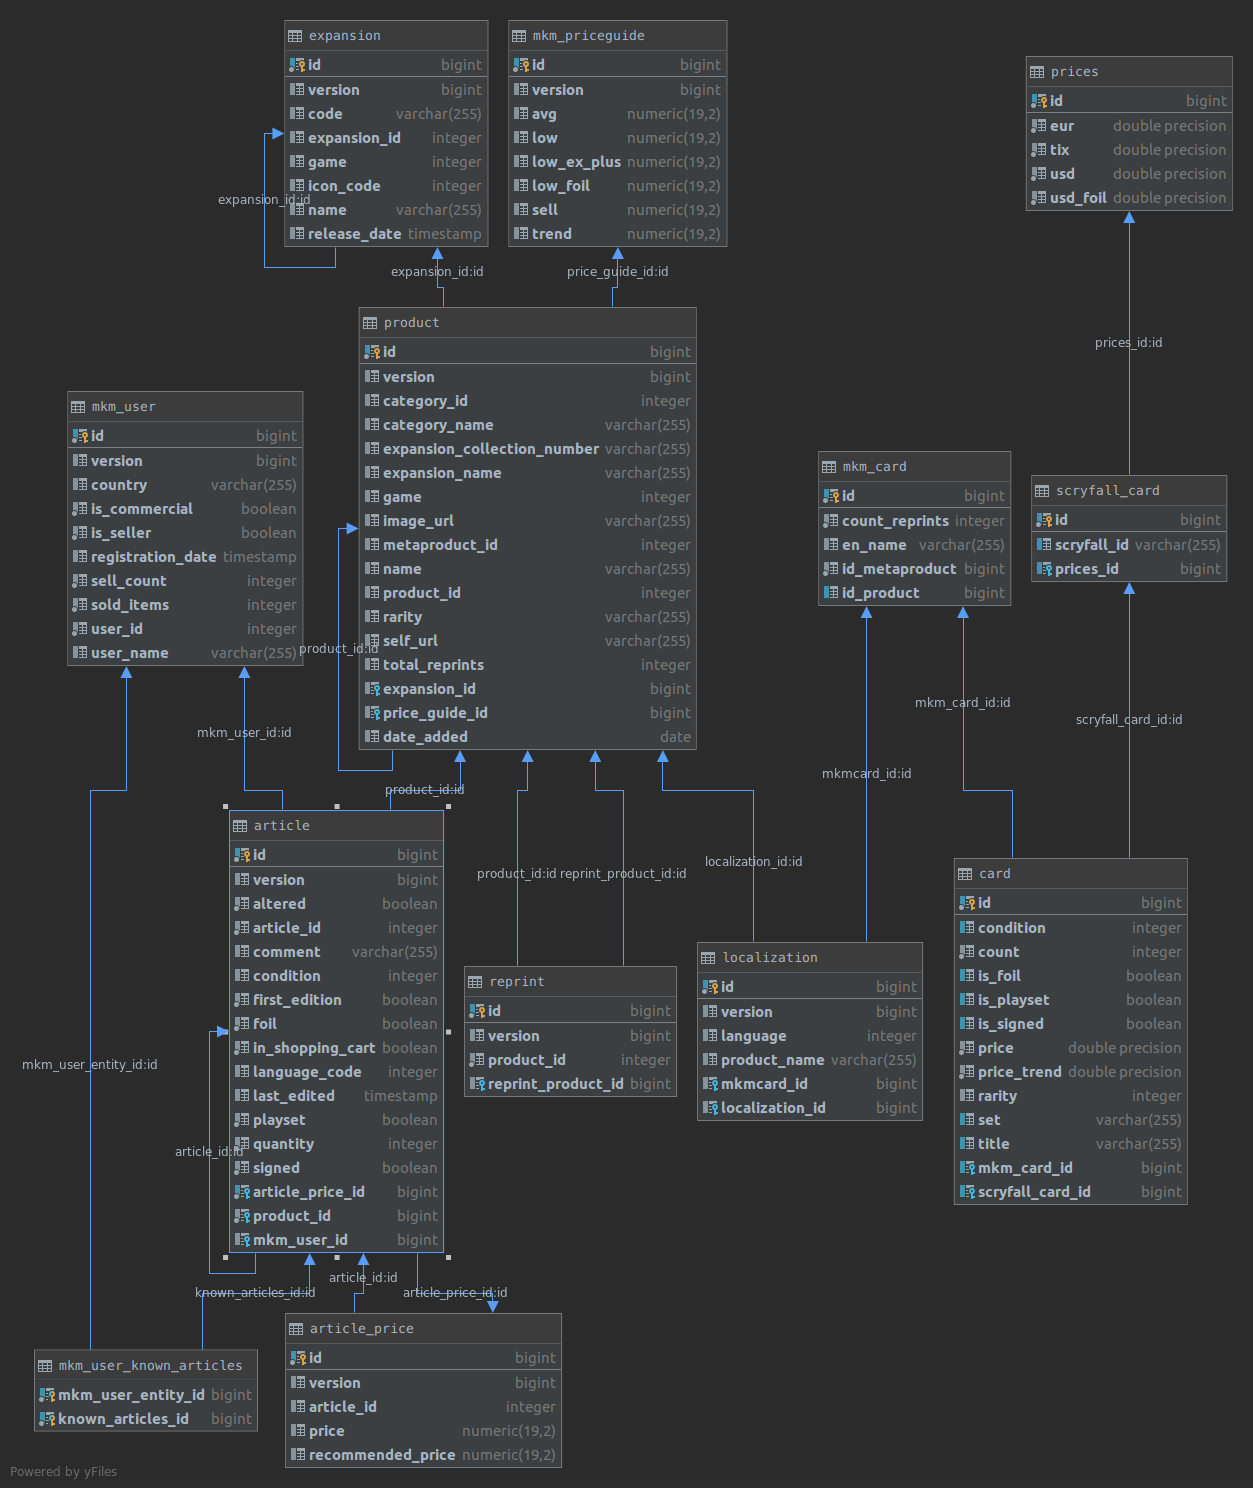 expansion
id bigint
version bigint
code varchar(255)
expansion_id integer
game integer
icon_code integer
name varchar(255)
release_date timestamp
mkm_priceguide
id bigint
version bigint
avg numeric(19,2)
low numeric(19,2)
low_ex_plus numeric(19,2)
low_foil numeric(19,2)
sell numeric(19,2)
trend numeric(19,2)
prices
id bigint
eur double precision
tix double precision
usd double precision
usd_foil double precision
expansion_id:id
expansion_id:id
price_guide_id:id
prices_id:id
product
id bigint
version bigint
category_id integer
category_name varchar(255)
expansion_collection_number varchar(255)
expansion_name varchar(255)
game integer
image_url varchar(255)
metaproduct_id integer
name varchar(255)
product_id integer
rarity varchar(255)
self_url varchar(255)
total_reprints integer
expansion_id bigint
price_guide_id bigint
date_added date
mkm_user
id bigint
version bigint
country varchar(255)
is_commercial boolean
is_seller boolean
registration_date timestamp
sell_count integer
sold_items integer
user_id integer
user_name varchar(255)
product_id:id
mkm_card
id bigint
count_reprints integer
en_name varchar(255)
id_metaproduct bigint
id_product bigint
scryfall_card
id bigint
scryfall_id varchar(255)
prices_id bigint
mkm_user_id:id
mkm_card_id:id
scryfall_card_id:id
mkmcard_id:id
product_id:id
localization_id:id
product_id:id
reprint_product_id:id
article
id bigint
version bigint
altered boolean
article_id integer
comment varchar(255)
condition integer
first_edition boolean
foil boolean
in_shopping_cart boolean
language_code integer
last_edited timestamp
playset boolean
quantity integer
signed boolean
article_price_id bigint
product_id bigint
mkm_user_id bigint
reprint
id bigint
version bigint
product_id integer
reprint_product_id bigint
localization
id bigint
version bigint
language integer
product_name varchar(255)
mkmcard_id bigint
localization_id bigint
card
id bigint
condition integer
count integer
is_foil boolean
is_playset boolean
is_signed boolean
price double precision
price_trend double precision
rarity integer
set varchar(255)
title varchar(255)
mkm_card_id bigint
scryfall_card_id bigint
mkm_user_entity_id:id
article_id:id
known_articles_id:id
article_id:id
article_price_id:id
mkm_user_known_articles
mkm_user_entity_id bigint
known_articles_id bigint
article_price
id bigint
version bigint
article_id integer
price numeric(19,2)
recommended_price numeric(19,2)
Powered by yFiles